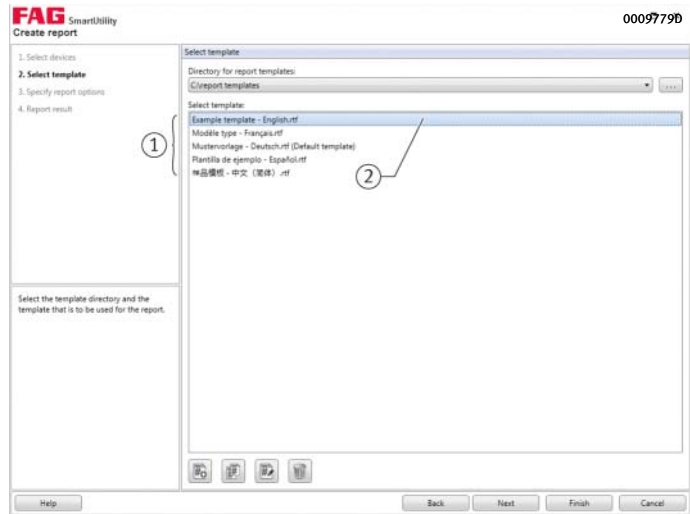 FAG SmartUtility
0009779D
Create report
1. Select devices
2. Select template
3. Specify report options
4. Report result
Select the template directory and the
template that is to be used for the report.
Select template
Directory for report templates:
C:\report templates
...
Select template:
Example template - English.rtf
Modèle type - Français.rtf
Mustervorlage - Deutsch.rtf (Default template)
Plantilla de ejemplo - Español.rtf
样品模板 - 中文（简体）.rtf
1
2
Help
Back
Next
Finish
Cancel